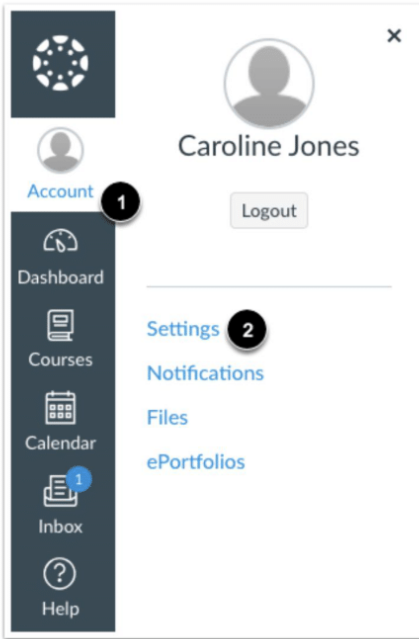 ×
Caroline Jones
Account
1
Logout
Dashboard
Settings 2
Courses
Notifications
Files
Calendar
ePortfolios
1
Inbox
?
Help